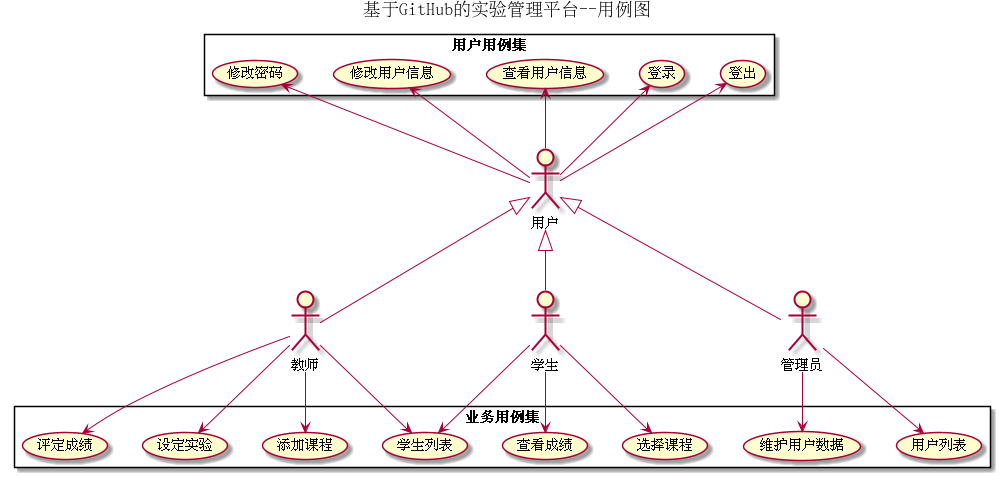 基于GitHub的实验管理平台--用例图
用户用例集
修改密码 修改用户信息 查看用户信息 登录 登出
用户
教师 学生 管理员
业务用例集
评定成绩 设定实验 添加课程 学生列表 查看成绩 选择课程 维护用户数据 用户列表